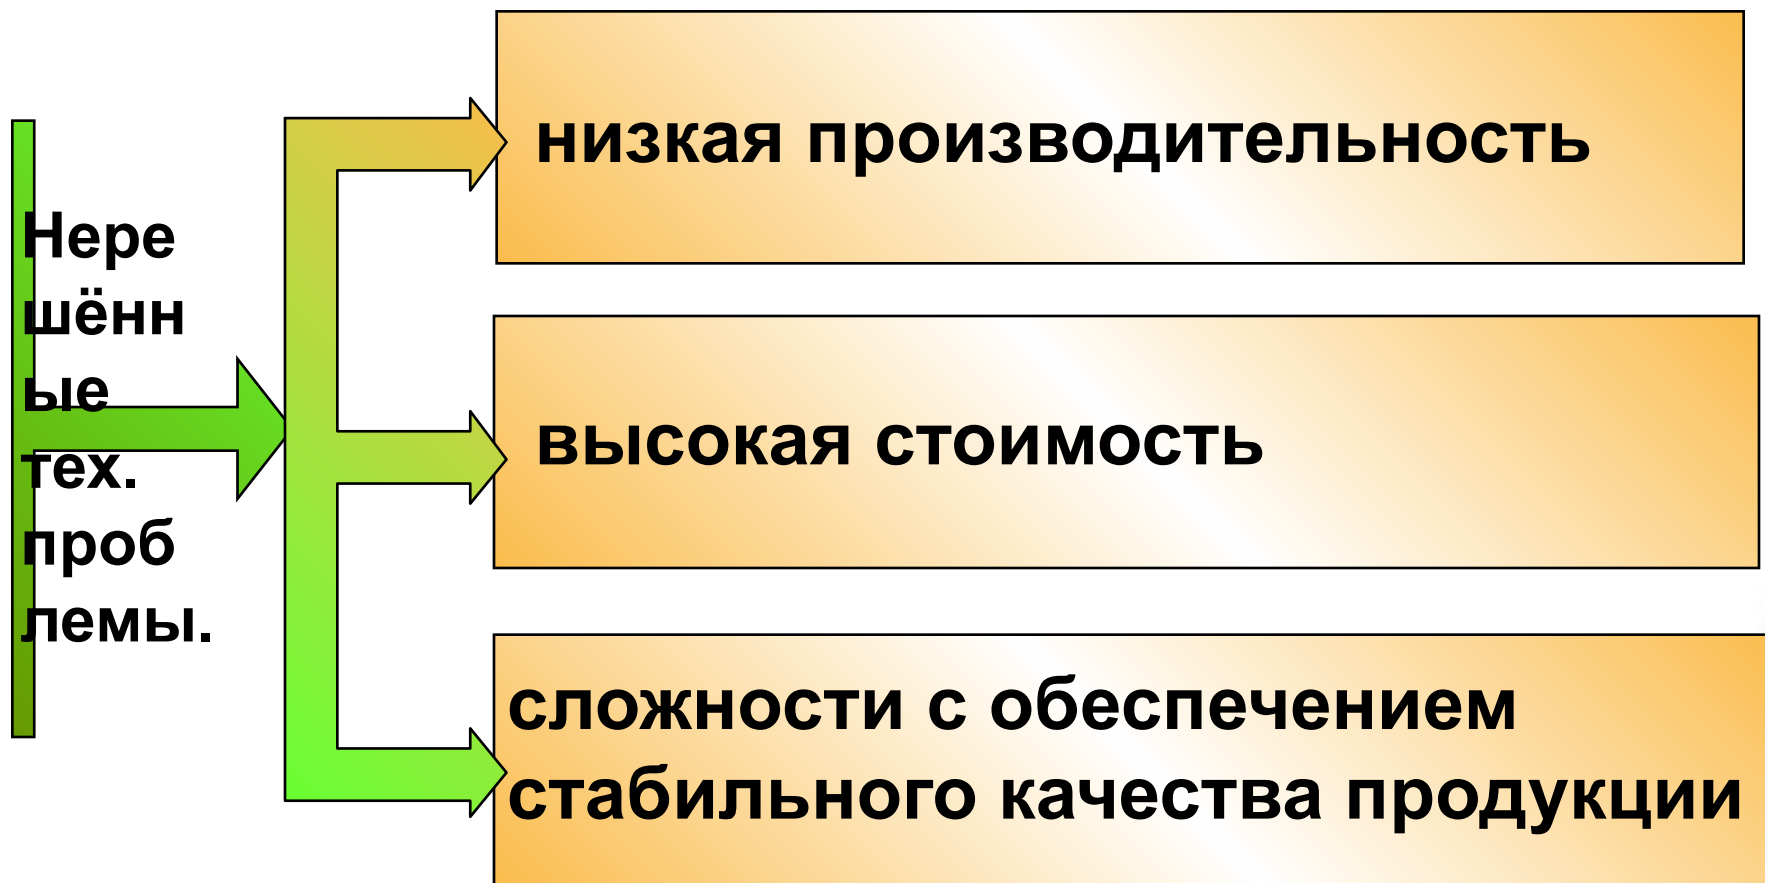 Нере
шённ
ые
тех.
проб
лемы.
низкая производительность
высокая стоимость
сложности с обеспечением
стабильного качества продукции